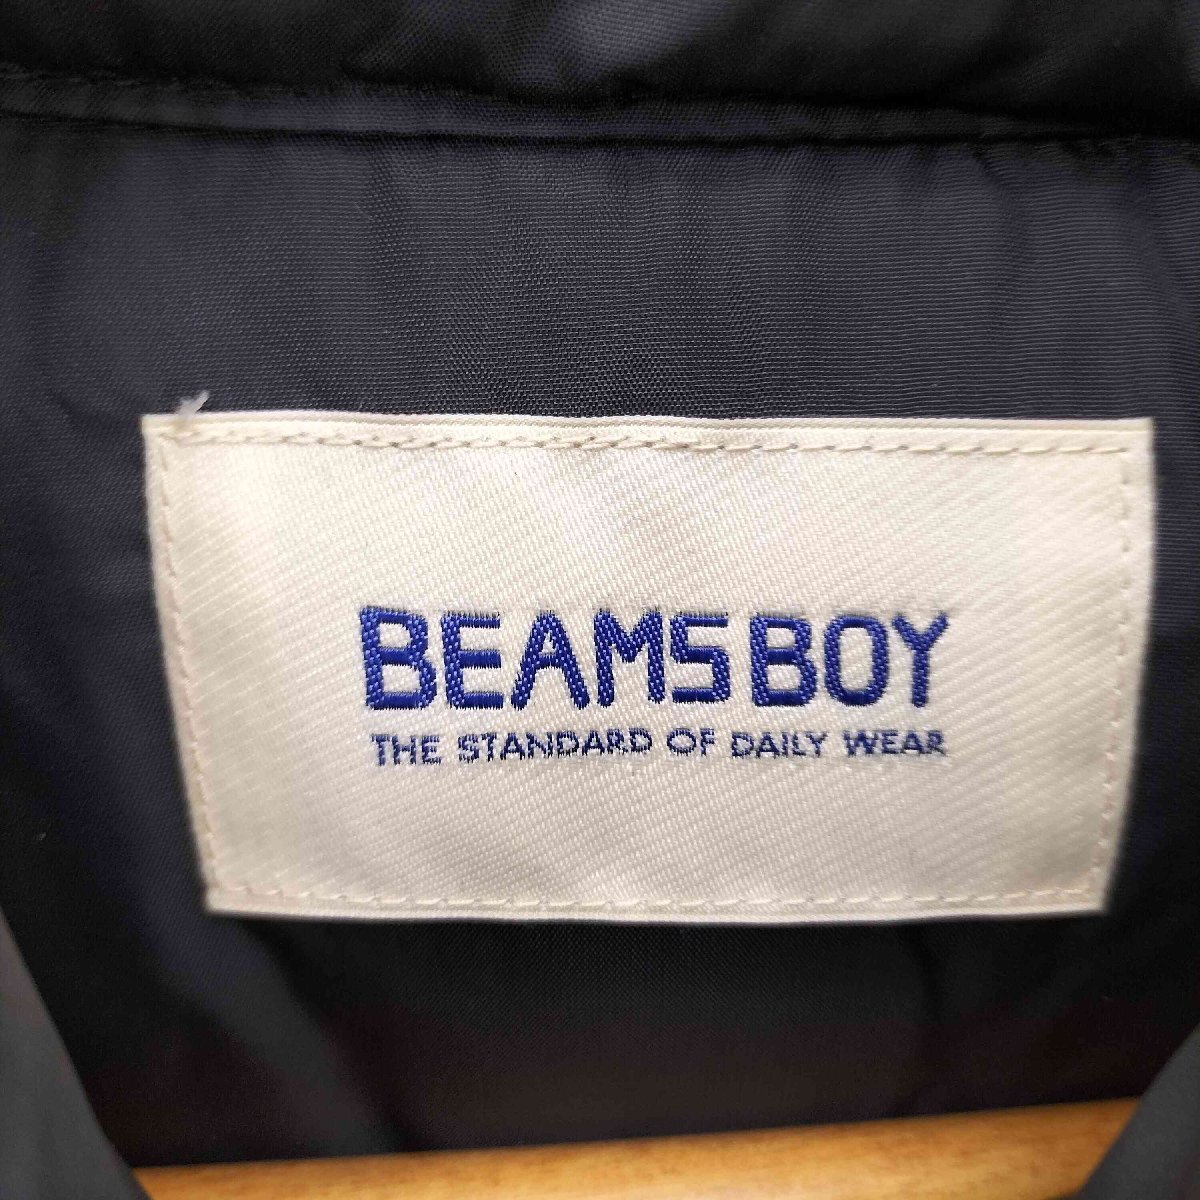 BEAMS BOY
THE STANDARD OF DAILY WEAR